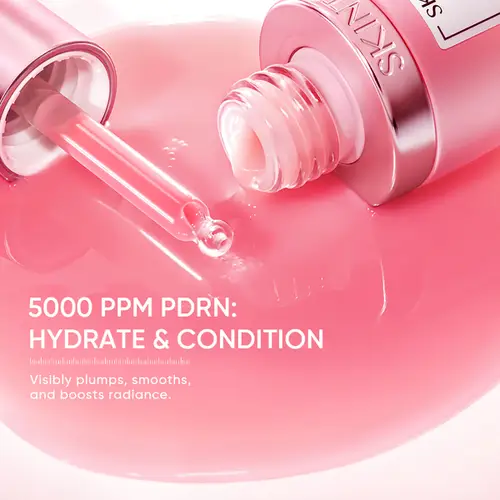 5000 PPM PDRN:
HYDRATE & CONDITION
Visibly plumps, smooths,
and boosts radiance.